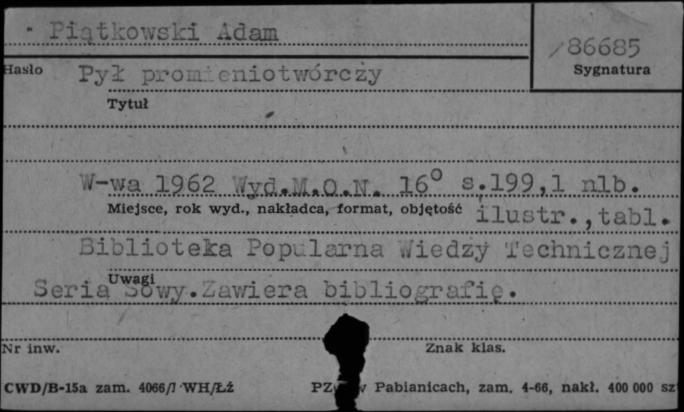 Piątkowski Adam
86685
Hasło
Sygnatura
Pył promieniotwórczy
Tytuł
W-wa 1962 Wyd.M.O.N. 16° s.199,1 nlb.
Miejsce, rok wyd., nakładca, format, objętość
ilustr.,tabl.
Biblioteka Popularna Wiedzy Technicznej
Uwagi
Seria Sowy.Zawiera bibliografię.
Nr inw.
Znak klas.
CWD/B-15a zam. 4066/ WH/ŁŻ
Pabianicach, zam. 4-66, nakł. 400 000 sz